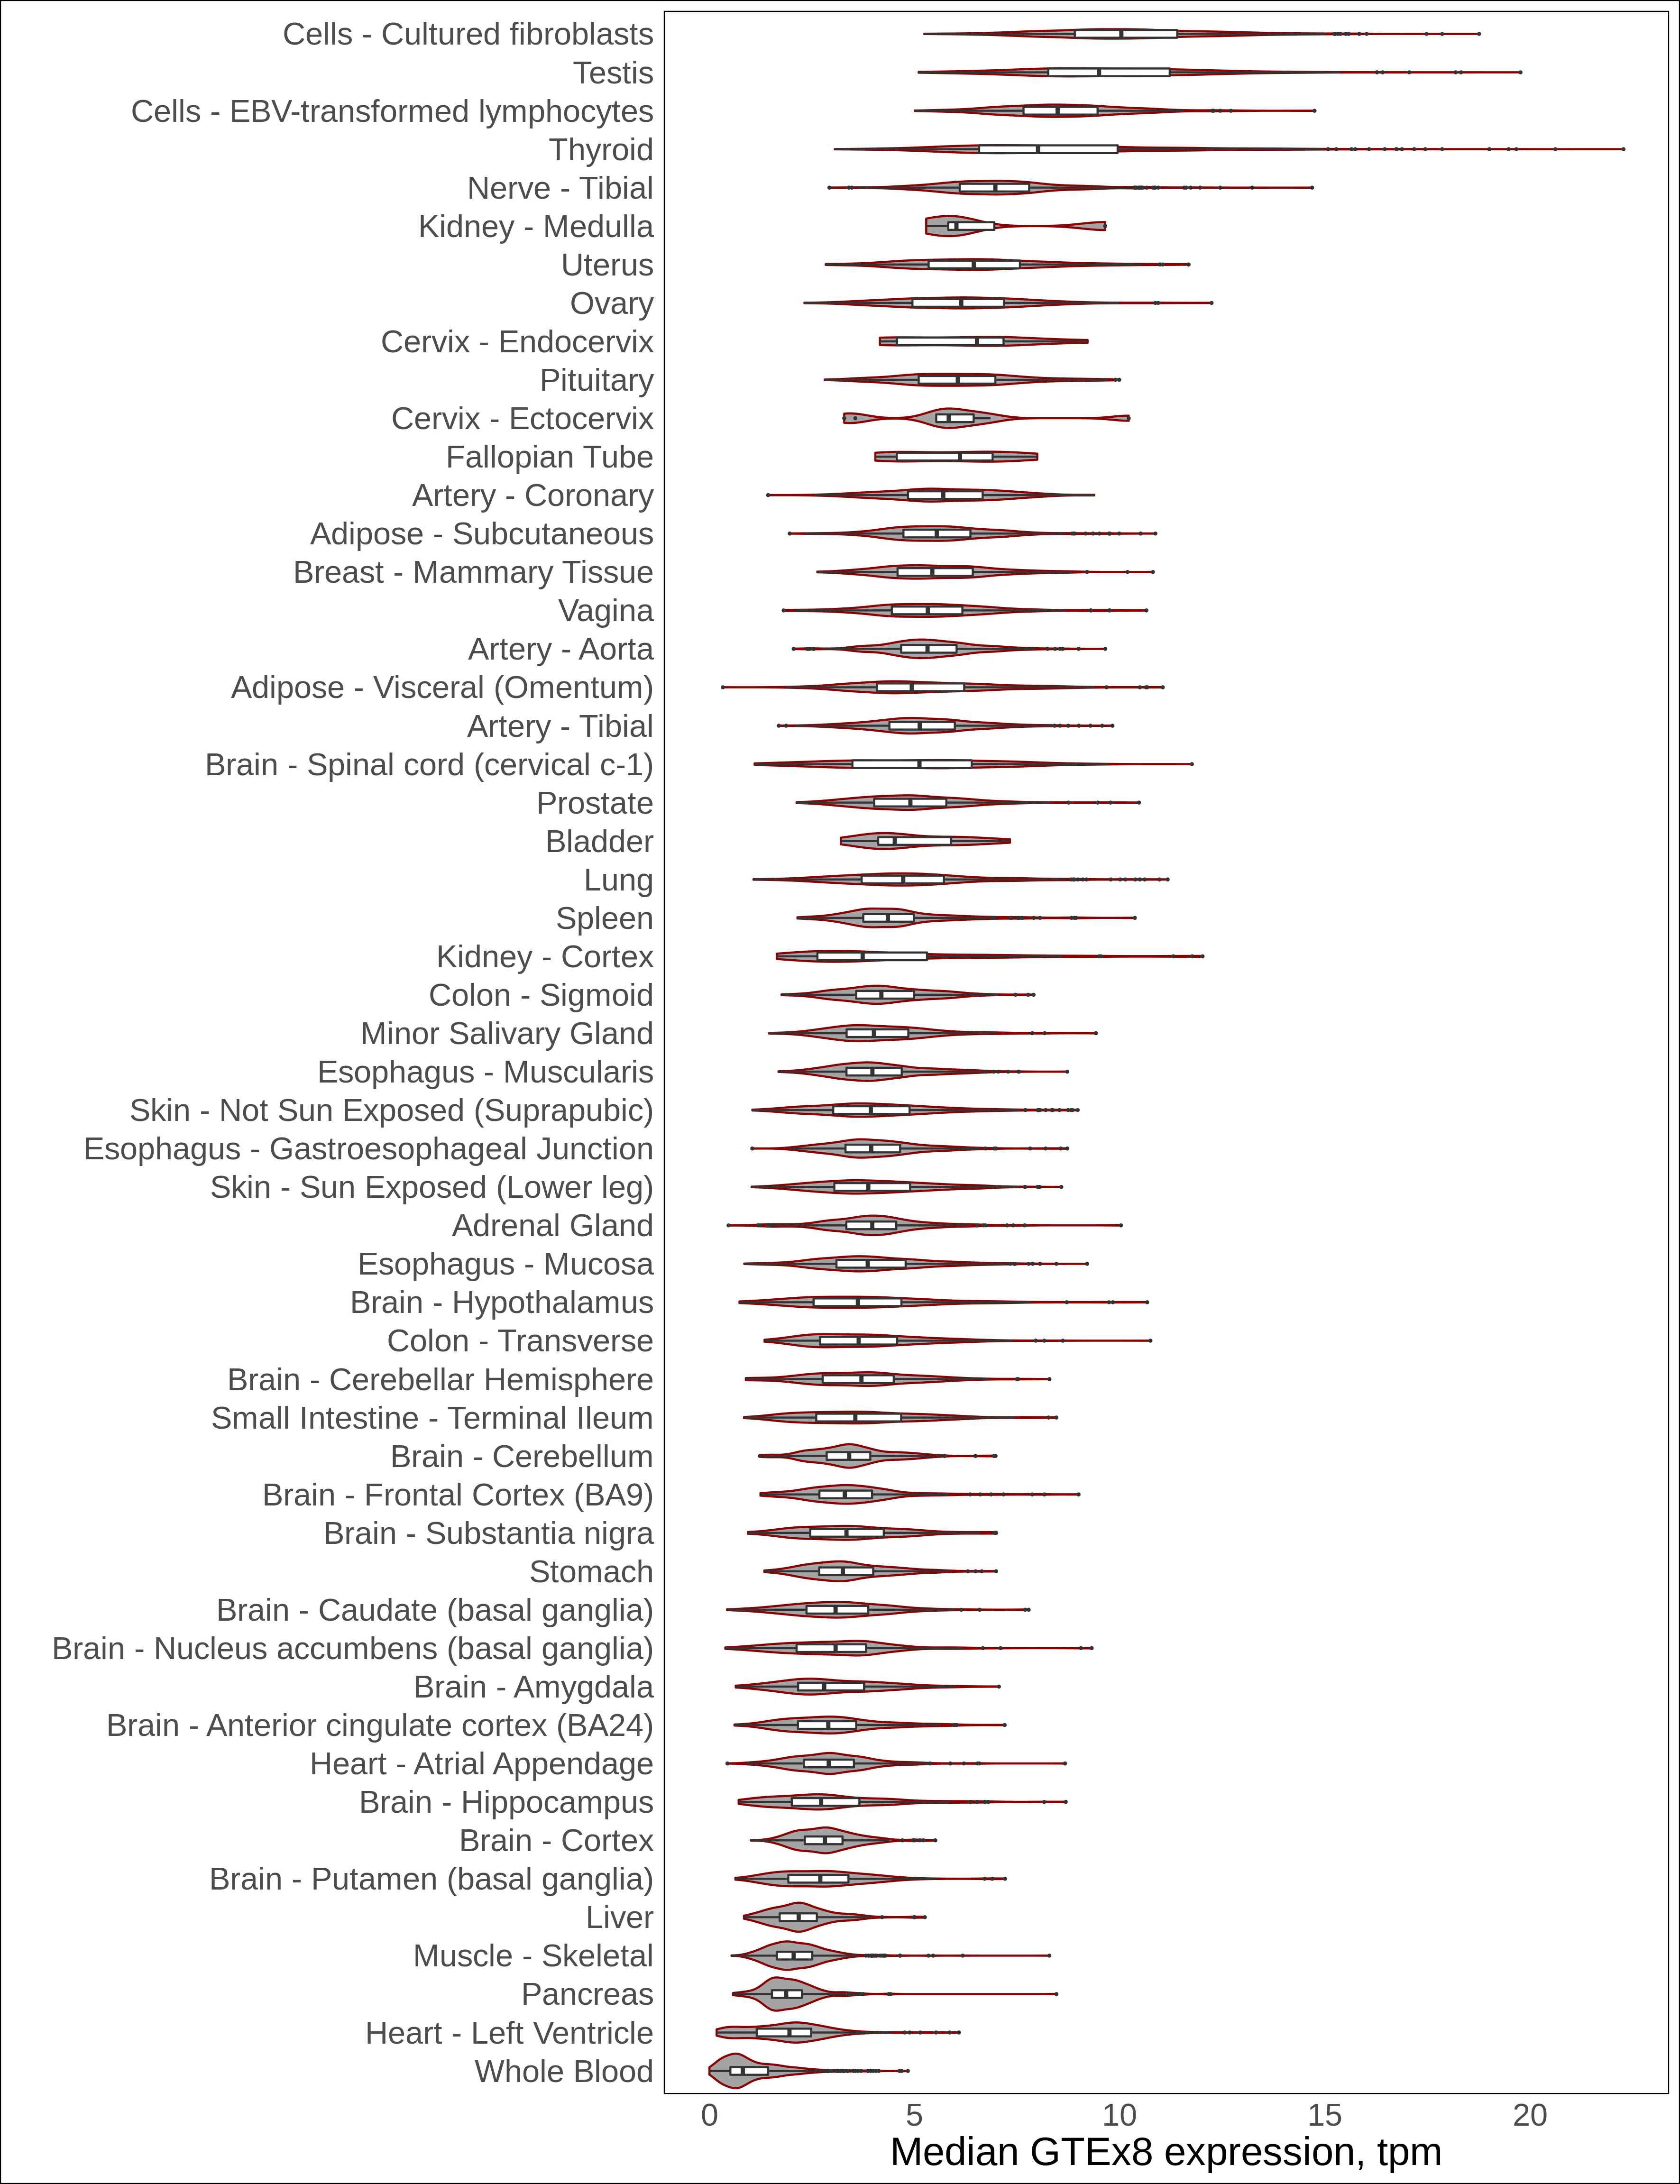 Cells - Cultured fibroblasts
Testis
Cells - EBV-transformed lymphocytes
Thyroid
Nerve - Tibial
Kidney - Medulla
Uterus
Ovary
Cervix - Endocervix
Pituitary
Cervix - Ectocervix
Fallopian Tube
Artery - Coronary
Adipose - Subcutaneous
Breast - Mammary Tissue
Vagina
Artery - Aorta
Adipose - Visceral (Omentum)
Artery - Tibial
Brain - Spinal cord (cervical c-1)
Prostate
Bladder
Lung
Spleen
Kidney - Cortex
Colon - Sigmoid
Minor Salivary Gland
Esophagus - Muscularis
Skin - Not Sun Exposed (Suprapubic)
Esophagus - Gastroesophageal Junction
Skin - Sun Exposed (Lower leg)
Adrenal Gland
Esophagus - Mucosa
Brain - Hypothalamus
Colon - Transverse
Brain - Cerebellar Hemisphere
Small Intestine - Terminal Ileum
Brain - Cerebellum
Brain - Frontal Cortex (BA9)
Brain - Substantia nigra
Stomach
Brain - Caudate (basal ganglia)
Brain - Nucleus accumbens (basal ganglia)
Brain - Amygdala
Brain - Anterior cingulate cortex (BA24)
Heart - Atrial Appendage
Brain - Hippocampus
Brain - Cortex
Brain - Putamen (basal ganglia)
Liver
Muscle - Skeletal
Pancreas
Heart - Left Ventricle
Whole Blood
0 5 10 15 20
Median GTEx8 expression, tpm